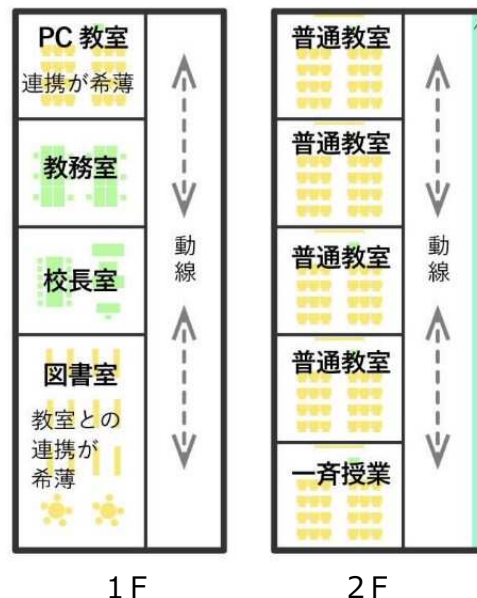 PC 教室
連携が希薄
教務室
校長室
図書室
教室との
連携が
希薄
動線
1F
普通教室
普通教室
普通教室
普通教室
一斉授業
動線
2F